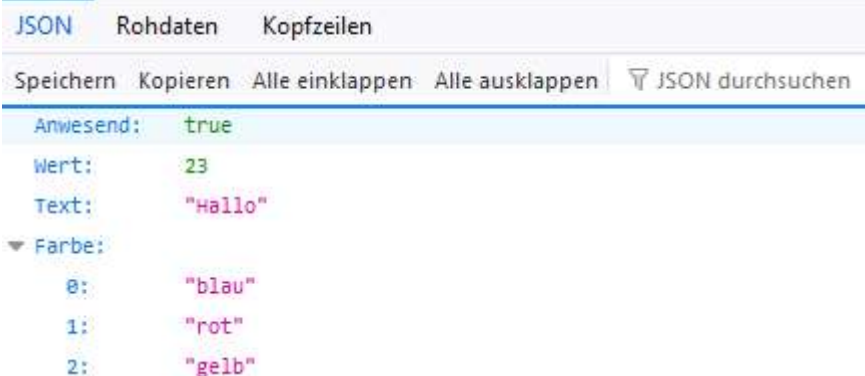 JSON Rohdaten Kopfzeilen
Speichern Kopieren Alle einklappen Alle ausklappen JSON durchsuchen
Anwesend: true
Wert: 23
Text: "Hallo"
Farbe:
0: "blau"
1: "rot"
2: "gelb"